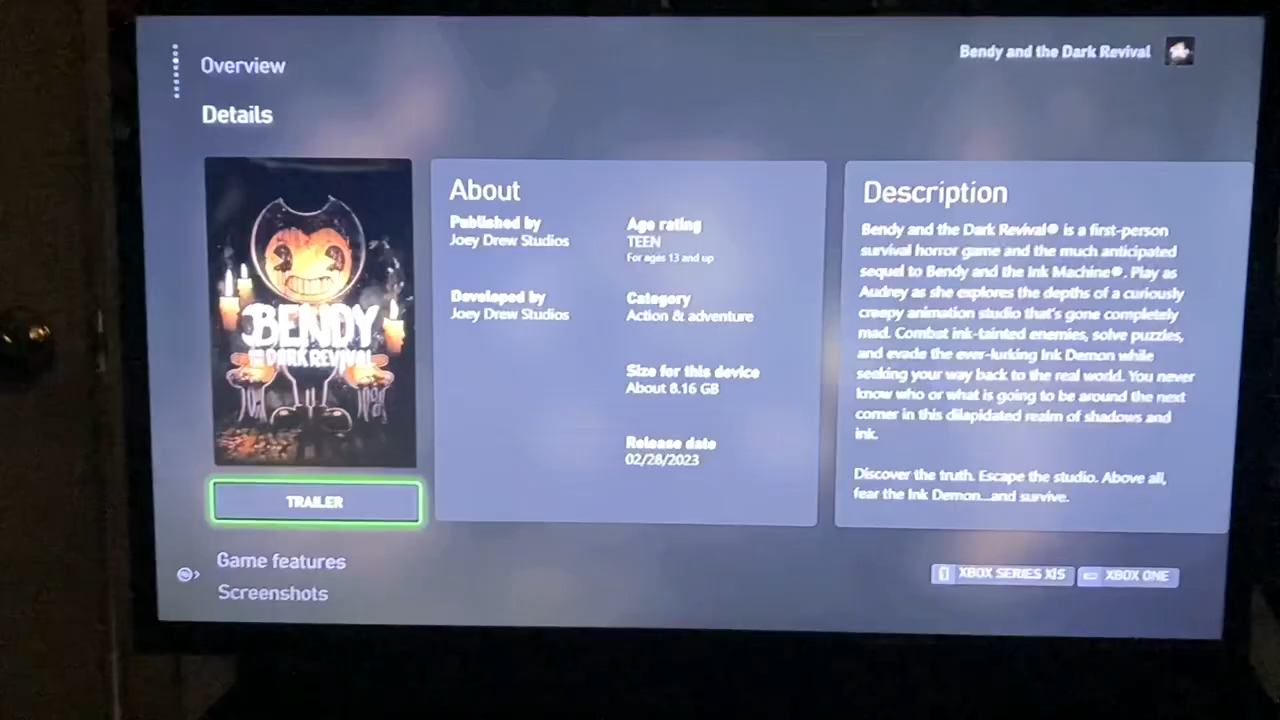 Overview
Bendy and the Dark Revival
Details
BENDY
AND THE DARK REVIVAL
TRAILER
About
Published by
Joey Drew Studios
Developed by
Joey Drew Studios
Age rating
TEEN
For ages 13 and up
Category
Action & adventure
Size for this device
About 8.16 GB
Release date
02/28/2023
Description
Bendy and the Dark Revival® is a first-person
survival horror game and the much anticipated
sequel to Bendy and the Ink Machine®. Play as
Audrey as she explores the depths of a curiously
creepy animation studio that's gone completely
mad. Combat ink-tainted enemies, solve puzzles,
and evade the ever-lurking Ink Demon while
seeking your way back to the real world. You never
know who or what is going to be around the next
corner in this dilapidated realm of shadows and
ink.
Discover the truth. Escape the studio. Above all,
fear the Ink Demon...and survive.
Game features
Screenshots
XBOX SERIES X|S
XBOX ONE